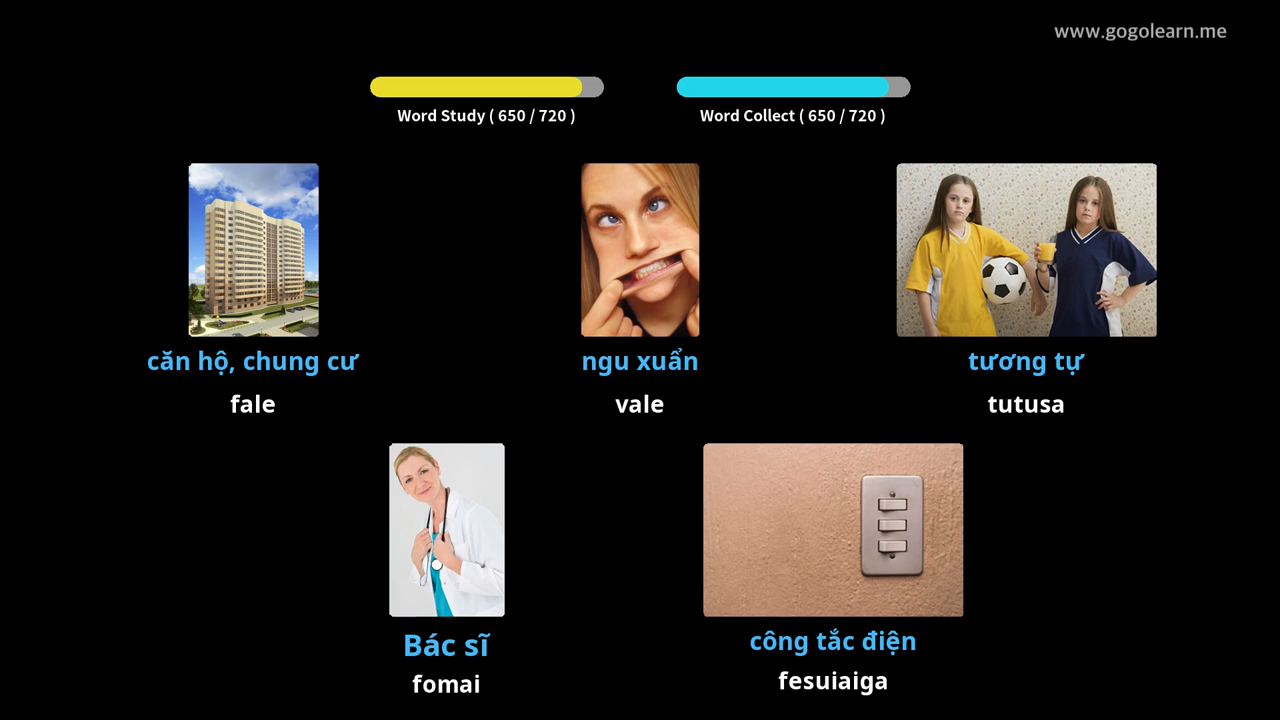 www.gogolearn.me
Word Study ( 650 / 720 )
Word Collect ( 650 / 720 )
căn hộ, chung cư
fale
ngu xuẩn
vale
tương tự
tutusa
Bác sĩ
fomai
công tắc điện
fesuiaiga